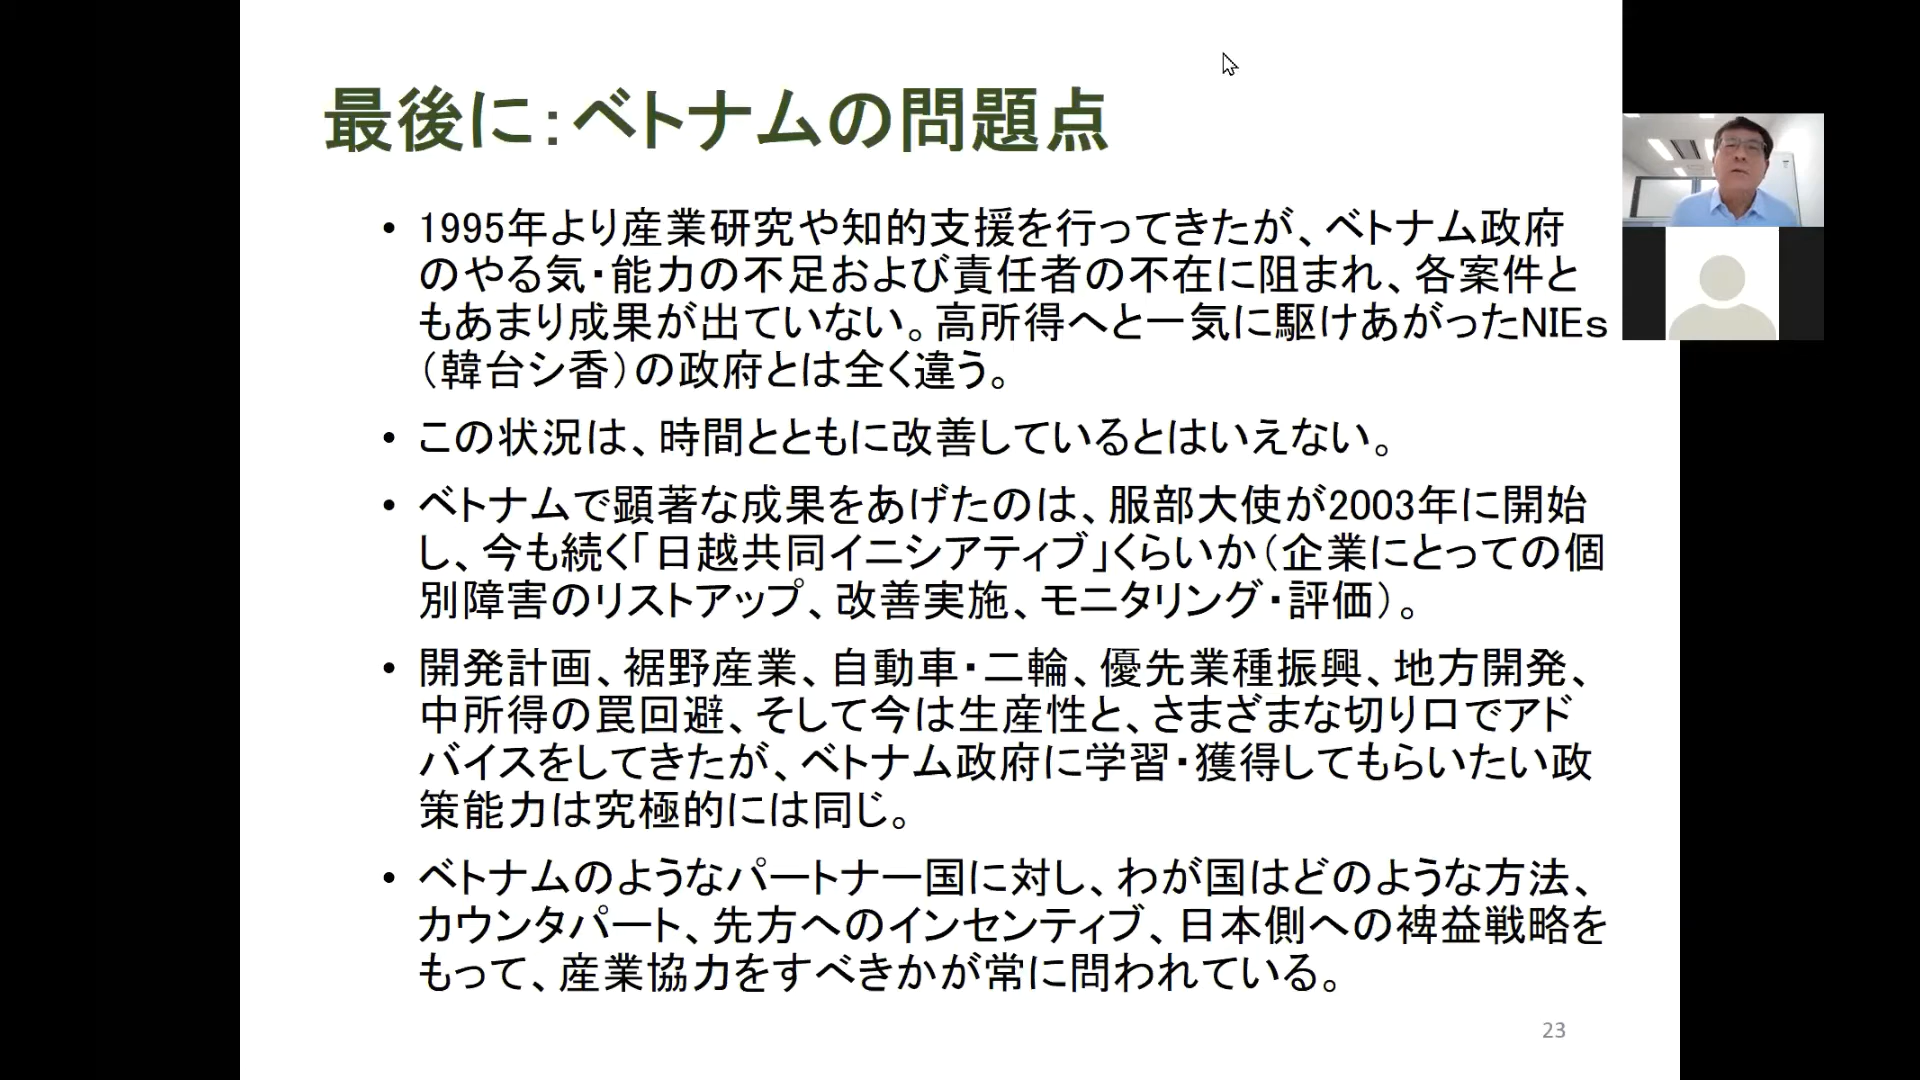 最後に：ベトナムの問題点
• 1995年より産業研究や知的支援を行ってきたが、ベトナム政府
のやる気・能力の不足および責任者の不在に阻まれ、各案件と
もあまり成果が出ていない。高所得へと一気に駆けあがったNIEs
（韓台シ香）の政府とは全く違う。
• この状況は、時間とともに改善しているとはいえない。
• ベトナムで顕著な成果をあげたのは、服部大使が2003年に開始
し、今も続く「日越共同イニシアティブ」くらいか（企業にとっての個
別障害のリストアップ、改善実施、モニタリング・評価）。
• 開発計画、裾野産業、自動車・二輪、優先業種振興、地方開発、
中所得の罠回避、そして今は生産性と、さまざまな切り口でアド
バイスをしてきたが、ベトナム政府に学習・獲得してもらいたい政
策能力は究極的には同じ。
• ベトナムのようなパートナー国に対し、わが国はどのような方法、
カウンタパート、先方へのインセンティブ、日本側への裨益戦略を
もって、産業協力をすべきかが常に問われている。
23